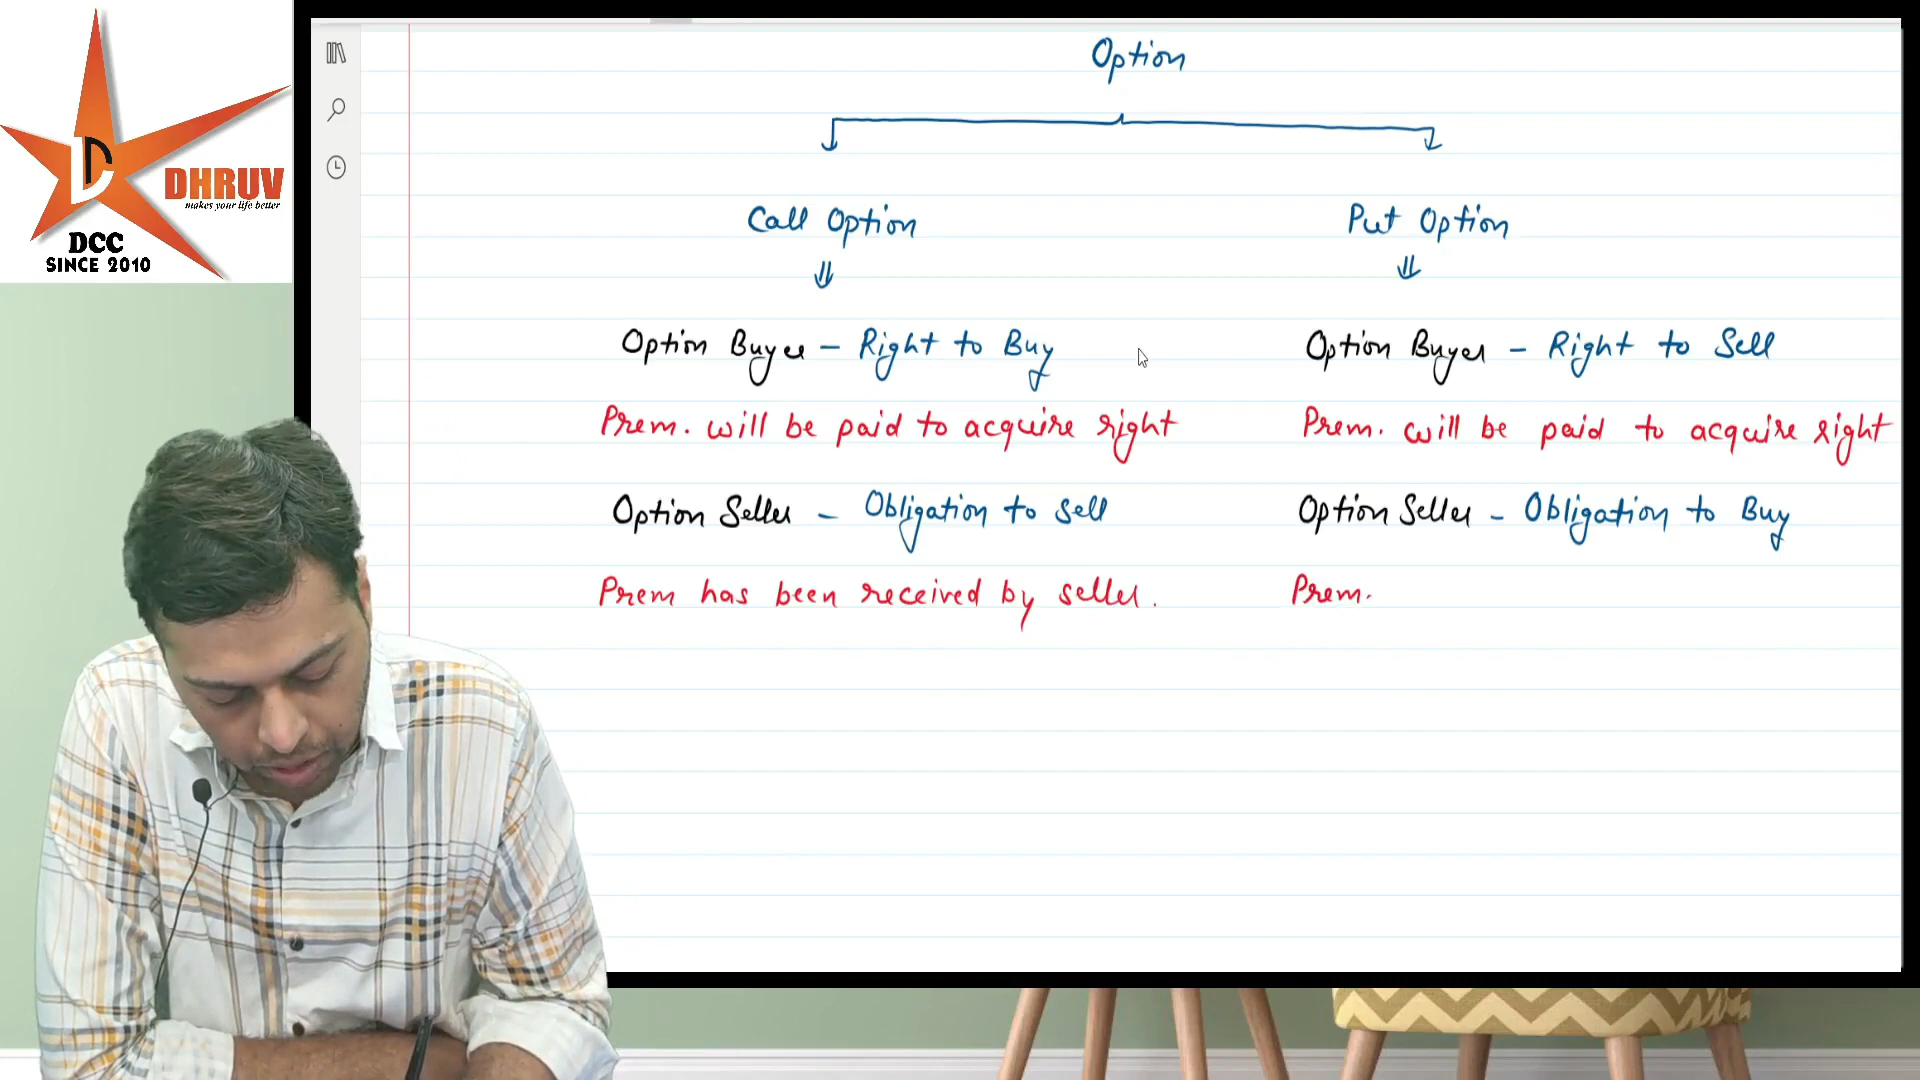 DHRUV
makes your life better
DCC
SINCE 2010
Option
Call Option
Put Option
Option Buyer - Right to Buy
Option Buyer - Right to Sell
Prem. will be paid to acquire right
Prem. will be paid to acquire right
Option Seller - Obligation to Sell
Option Seller - Obligation to Buy
Prem has been received by seller.
Prem.